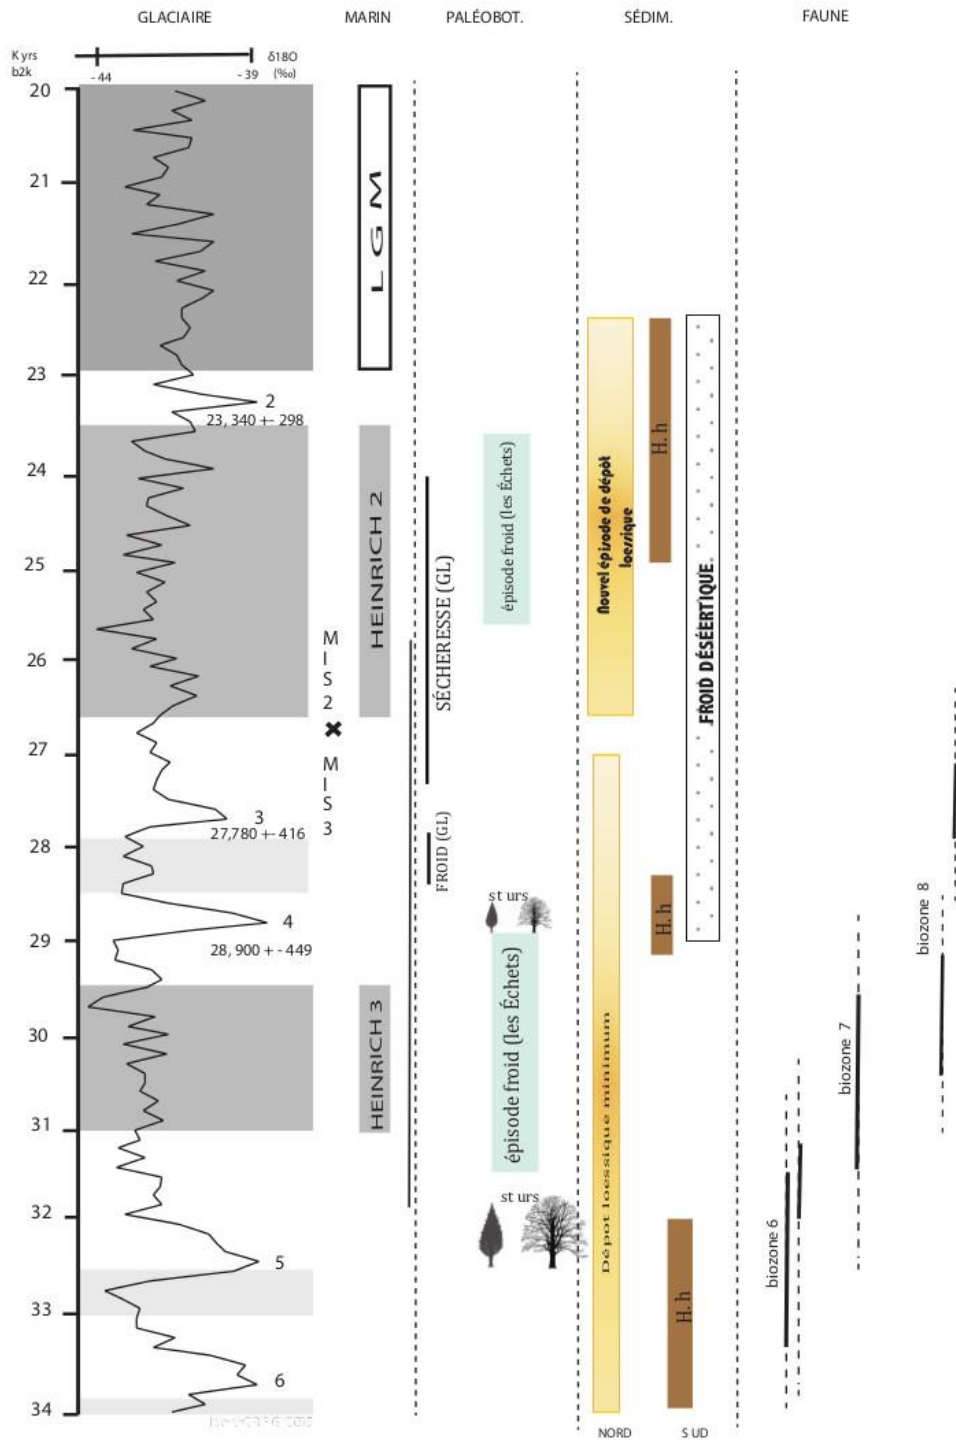 GLACIAIRE
MARIN
PALÉOBOT.
SÉDIM.
FAUNE
K yrs
b2k
- 44
- 39
δ18O
(‰)
20
21
22
23
24
25
26
27
28
29
30
31
32
33
34
2
23, 340 +- 298
3
27,780 +- 416
4
28, 900 + - 449
5
6
M
I
S
2
✖
M
I
S
3
L G M
HEINRICH 2
HEINRICH 3
SÉCHERESSE (GL)
FROID (GL)
épisode froid (les Échets)
st urs
épisode froid (les Échets)
st urs
Nouvel épisode de dépôt
loessique
Dépot loessique minimum
H. h
H. h
H. h
FROID DÉSÉERTIQUE
NORD
S UD
biozone 6
biozone 7
biozone 8